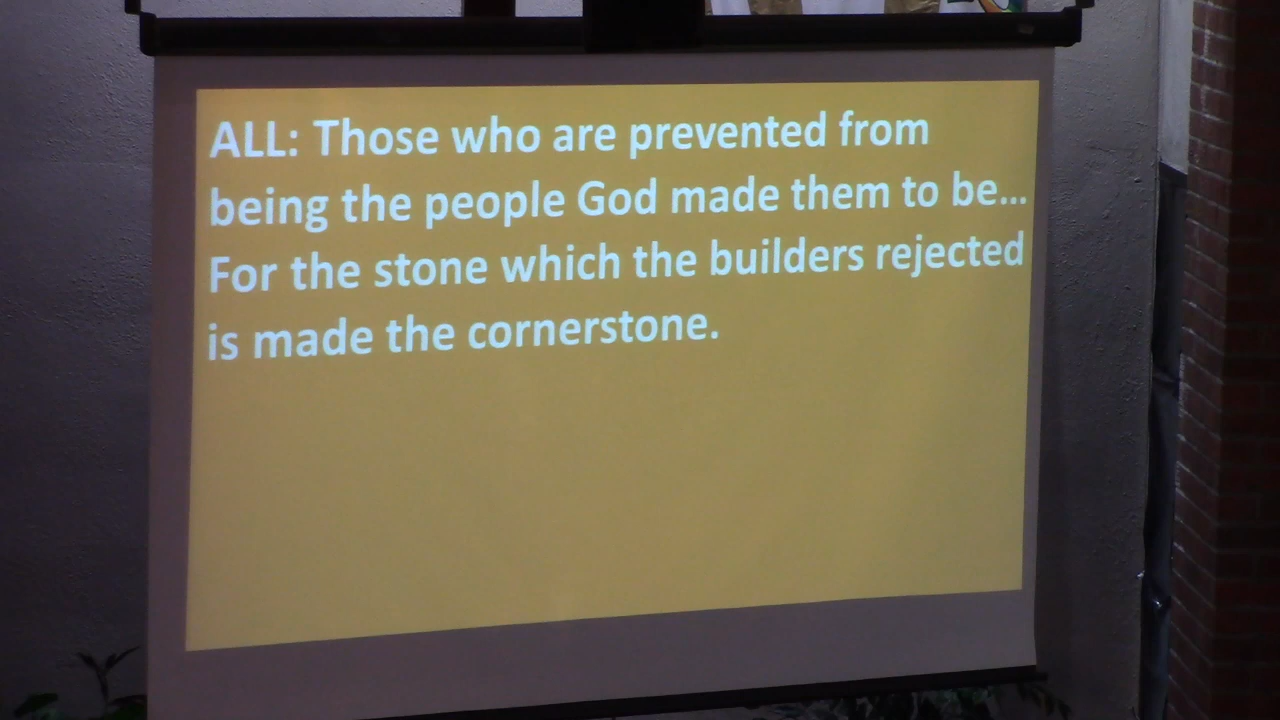 ALL: Those who are prevented from
being the people God made them to be...
For the stone which the builders rejected
is made the cornerstone.